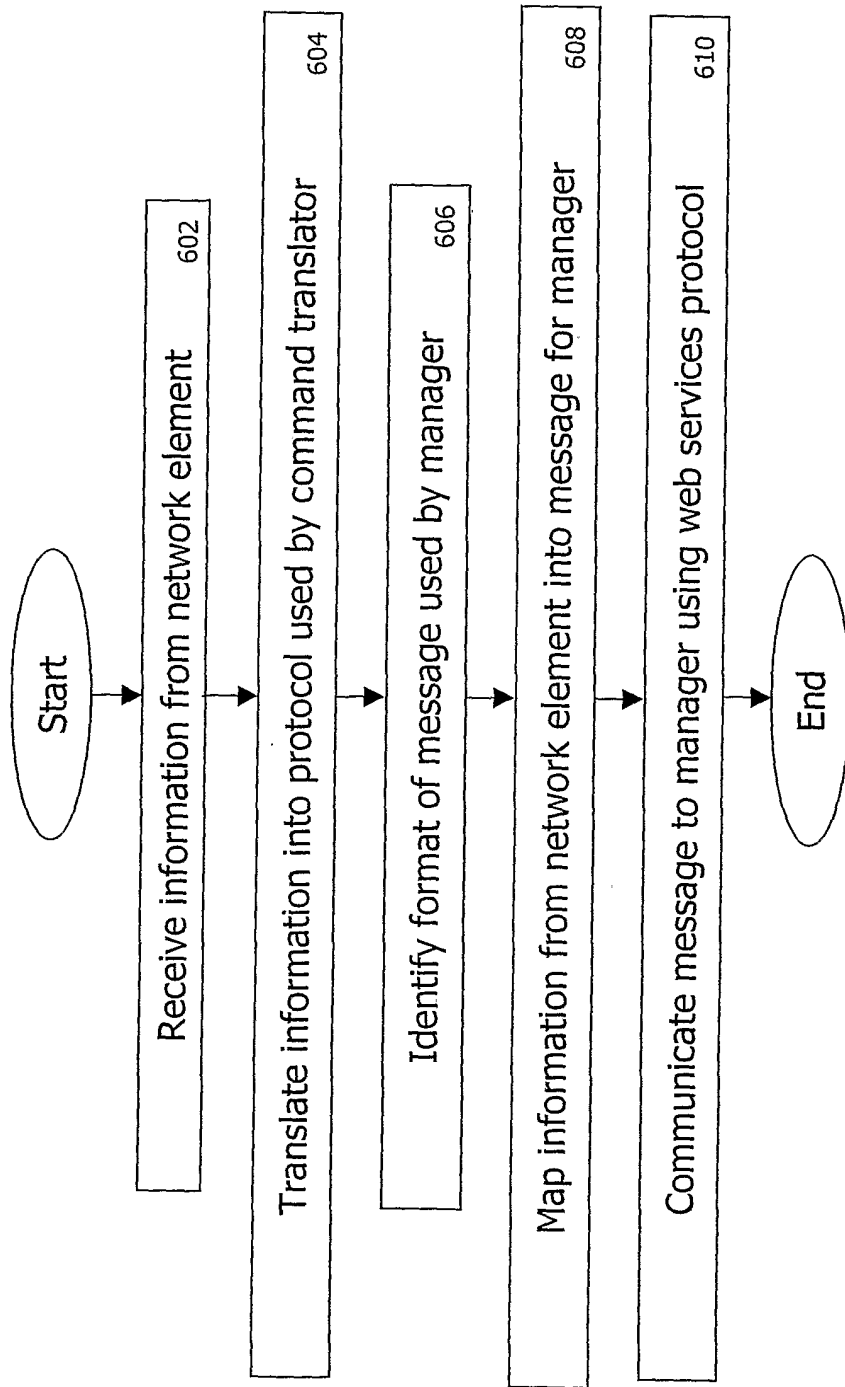 Start
Receive information from network element
602
Translate information into protocol used by command translator
604
Identify format of message used by manager
606
Map information from network element into message for manager
608
Communicate message to manager using web services protocol
610
End